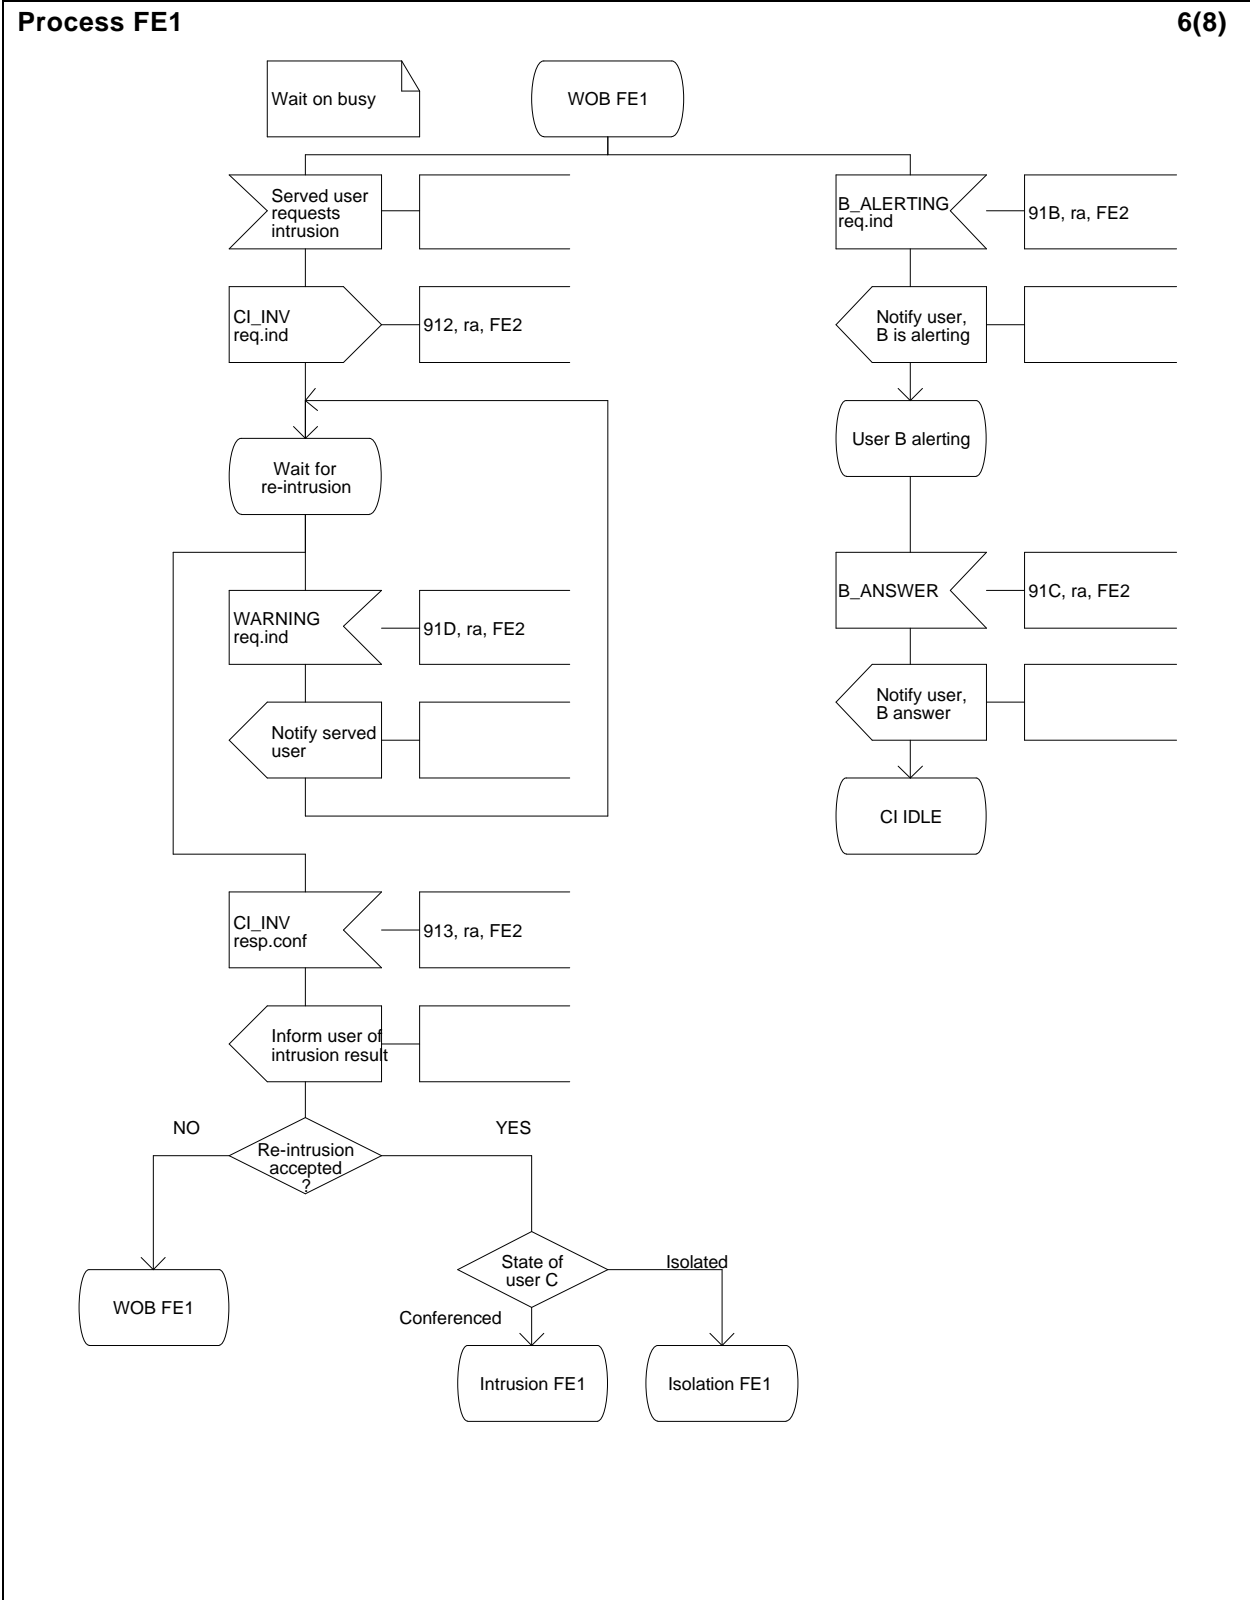 Process FE1
6(8)
Wait on busy
WOB FE1
Served user
requests
intrusion
B_ALERTING
req.ind
91B, ra, FE2
CI_INV
req.ind
912, ra, FE2
Notify user,
B is alerting
User B alerting
Wait for
re-intrusion
WARNING
req.ind
91D, ra, FE2
B_ANSWER
91C, ra, FE2
Notify served
user
Notify user,
B answer
CI IDLE
CI_INV
resp.conf
913, ra, FE2
Inform user of
intrusion result
NO
YES
Re-intrusion
accepted
?
State of
user C
Isolated
Conferenced
WOB FE1
Intrusion FE1
Isolation FE1